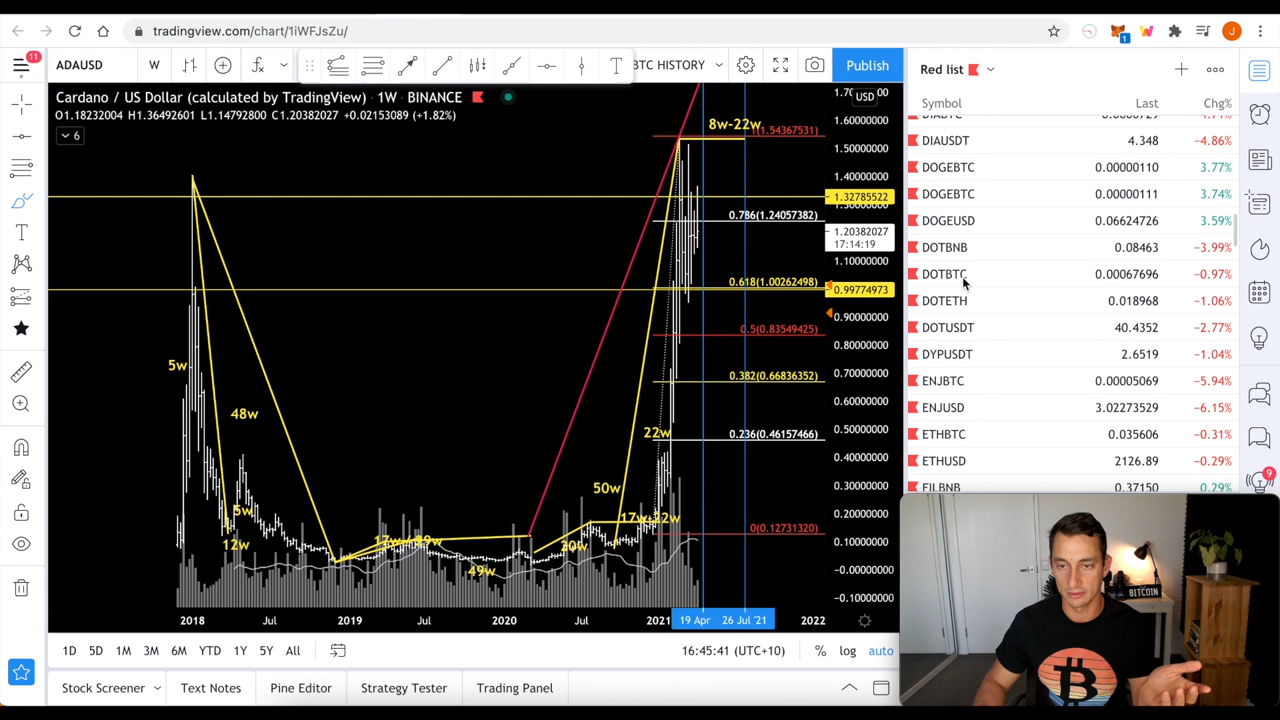 tradingview.com/chart/1iWFJsZu/
1
J
11
ADAUSD
W
BTC HISTORY
Publish
Red list
Cardano / US Dollar (calculated by TradingView) · 1W · BINANCE
O1.18232004 H1.36492601 L1.14792800 C1.20382027 +0.02153089 (+1.82%)
6
USD
Symbol Last Chg%
DIAUSDT 4.348 −4.86%
DOGEBTC 0.00000110 3.77%
DOGEBTC 0.00000111 3.74%
DOGEUSD 0.06624726 3.59%
DOTBNB 0.08463 −3.99%
DOTBTC 0.00067696 −0.97%
DOTETH 0.018968 −1.06%
DOTUSDT 40.4352 −2.77%
DYPUSDT 2.6519 −1.04%
ENJBTC 0.00005069 −5.94%
ENJUSD 3.02273529 −6.15%
ETHBTC 0.035606 −0.31%
ETHUSD 2126.89 −0.29%
FILBNB 0.37150 0.29%
9
8w-22w
(1.54367531)
0.786(1.24057382)
0.618(1.00262498)
0.5(0.83549425)
0.382(0.66836352)
0.236(0.46157466)
0(0.12731320)
5w
48w
5w
12w
49w
20w
50w
17w-22w
22w
1.60000000
1.50000000
1.40000000
1.32785522
1.20382027
17:14:19
1.10000000
0.99774973
0.90000000
0.80000000
0.70000000
0.60000000
0.50000000
0.40000000
0.30000000
0.20000000
0.10000000
−0.00000000
−0.10000000
2018 Jul 2019 Jul 2020 Jul 2021 19 Apr 26 Jul '21 2022
1D 5D 1M 3M 6M YTD 1Y 5Y All
16:45:41 (UTC+10) % log auto
Stock Screener Text Notes Pine Editor Strategy Tester Trading Panel
BITCOIN